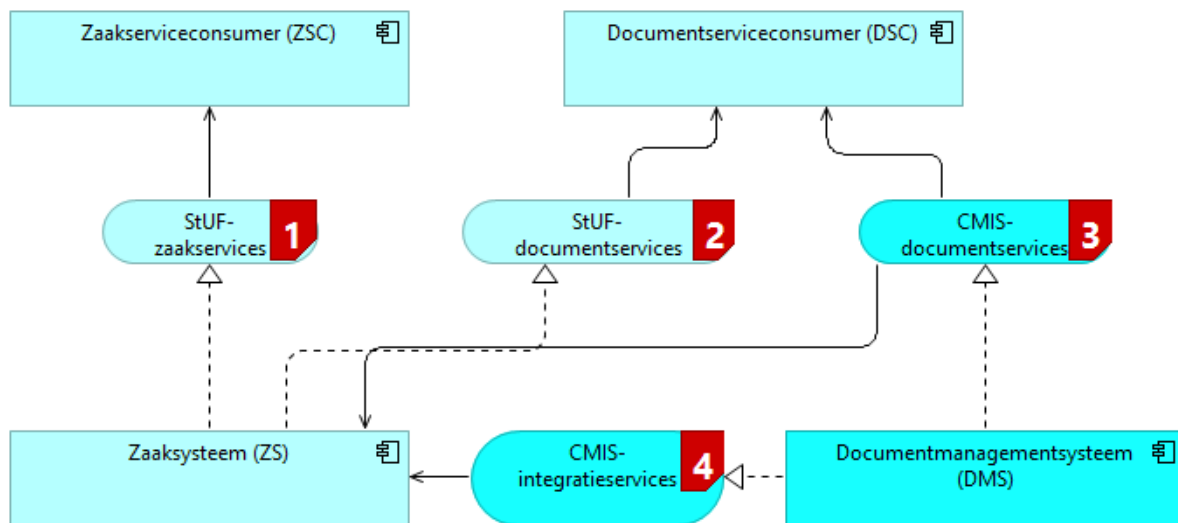 Zaakserviceconsumer (ZSC)
Documentserviceconsumer (DSC)
StUF-
zaakservices
1
StUF-
documentservices
2
CMIS-
documentservices
3
Zaaksysteem (ZS)
CMIS-
integratieservices
4
Documentmanagementsysteem
(DMS)